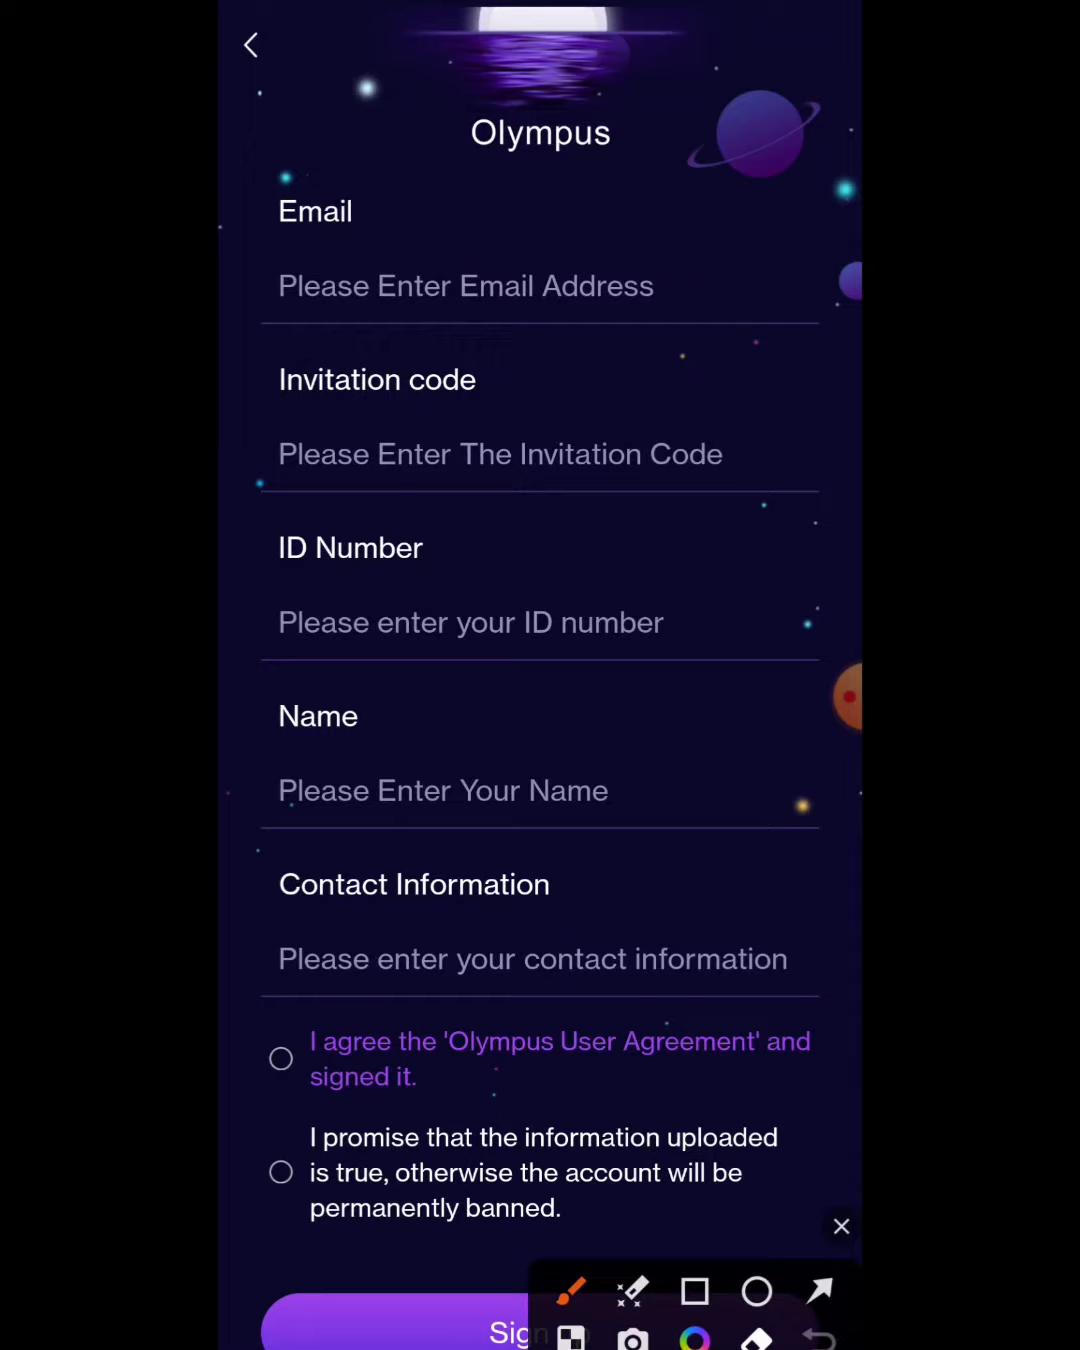 Olympus
Email
Please Enter Email Address
Invitation code
Please Enter The Invitation Code
ID Number
Please enter your ID number
Name
Please Enter Your Name
Contact Information
Please enter your contact information
I agree the 'Olympus User Agreement' and
signed it.
I promise that the information uploaded
is true, otherwise the account will be
permanently banned.